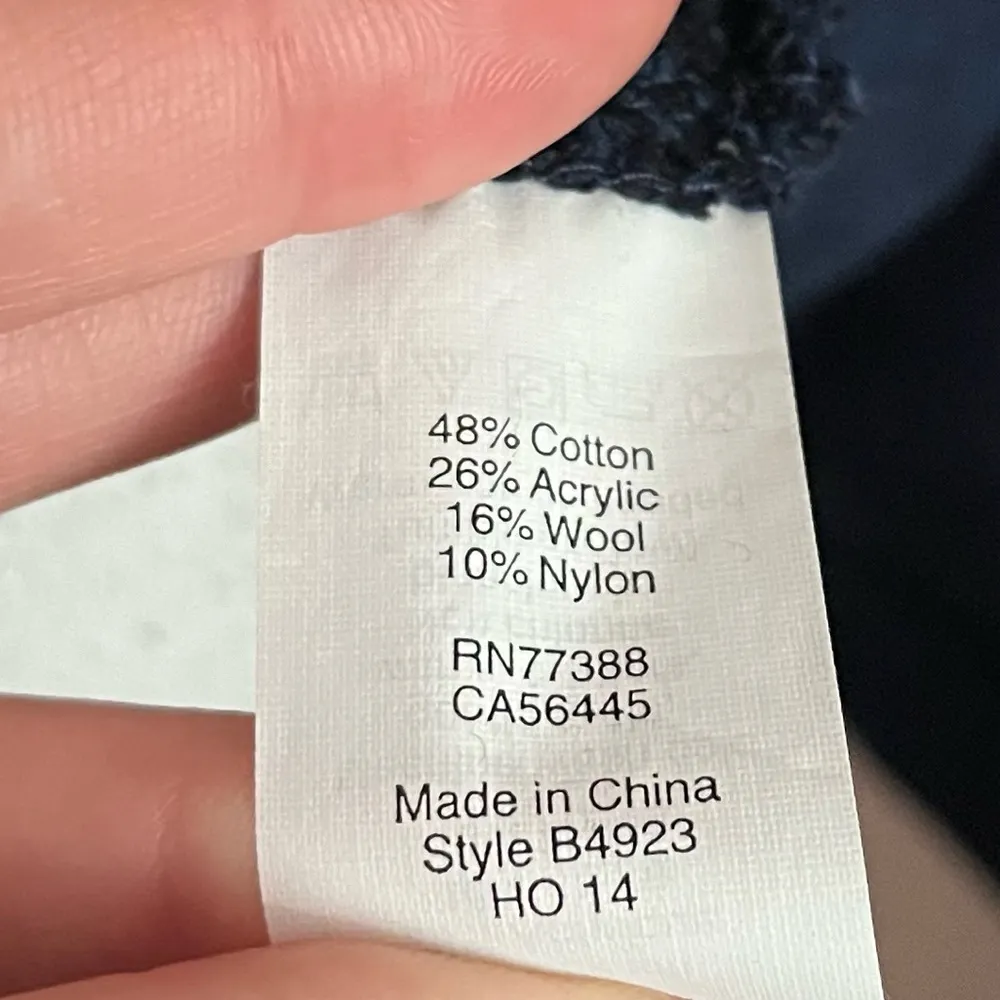 48% Cotton
26% Acrylic
16% Wool
10% Nylon
RN77388
CA56445
Made in China
Style B4923
HO 14